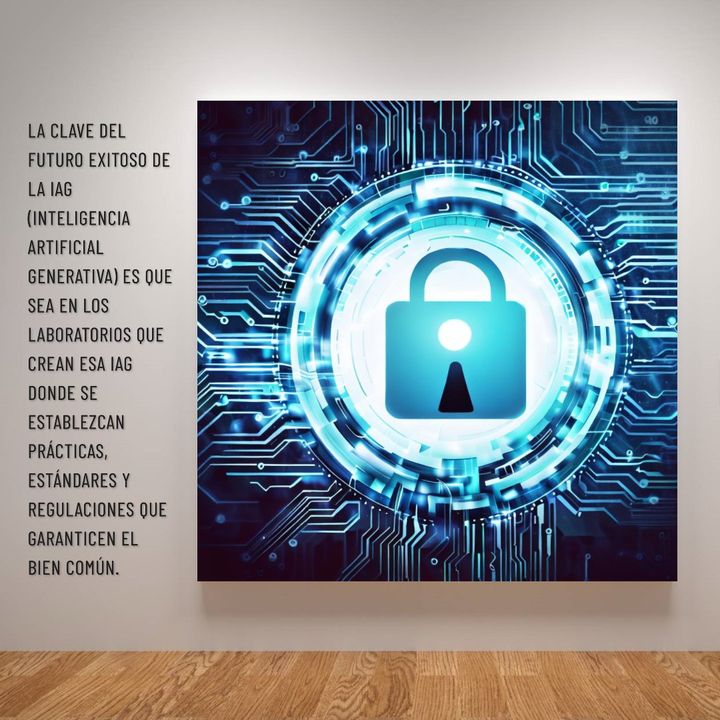 LA CLAVE DEL
FUTURO EXITOSO DE
LA IAG
(INTELIGENCIA
ARTIFICIAL
GENERATIVA) ES QUE
SEA EN LOS
LABORATORIOS QUE
CREAN ESA IAG
DONDE SE
ESTABLEZCAN
PRÁCTICAS,
ESTÁNDARES Y
REGULACIONES QUE
GARANTICEN EL
BIEN COMÚN.